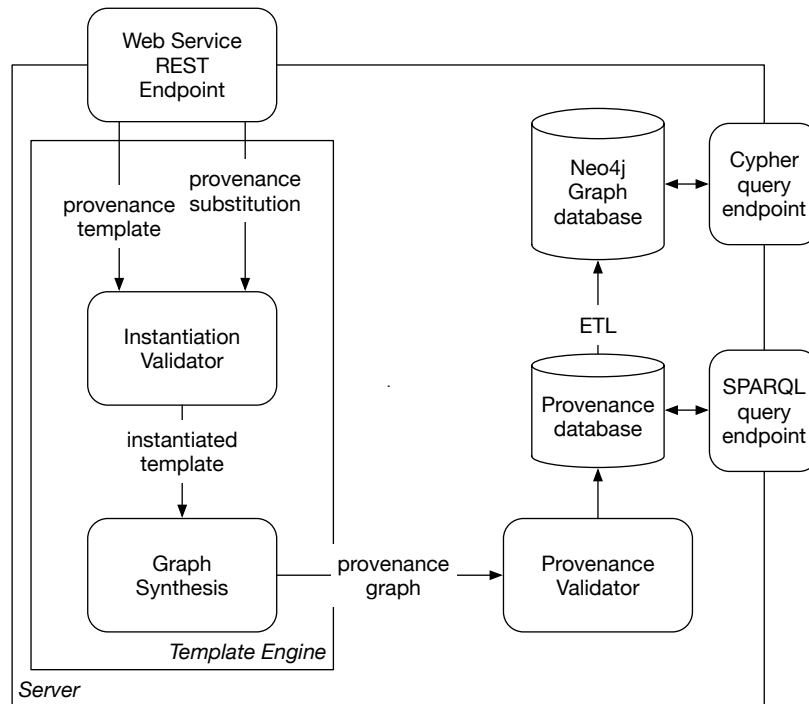 Web Service
REST
Endpoint
provenance
template
provenance
substitution
Instantiation
Validator
instantiated
template
Graph
Synthesis
Template Engine
Server
provenance
graph
Provenance
Validator
Provenance
database
SPARQL
query
endpoint
ETL
Neo4j
Graph
database
Cypher
query
endpoint